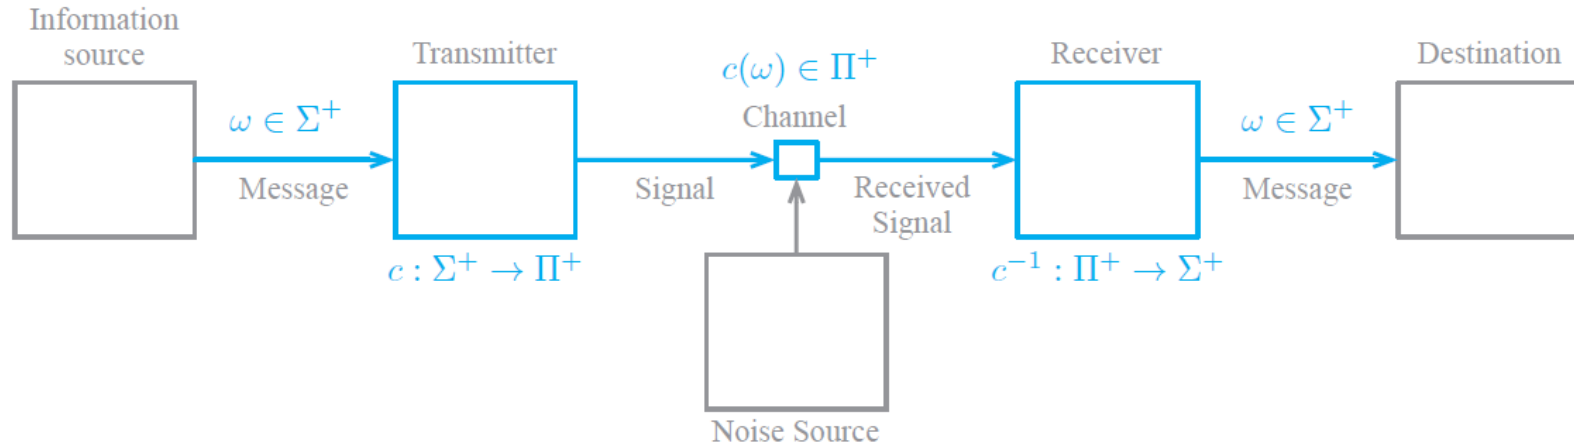 Information
source
Transmitter
c(ω) ∈ Π⁺
Receiver
Destination
ω ∈ Σ⁺
Channel
ω ∈ Σ⁺
Message
Signal
Received
Signal
Message
c : Σ⁺ → Π⁺
c⁻¹ : Π⁺ → Σ⁺
Noise Source